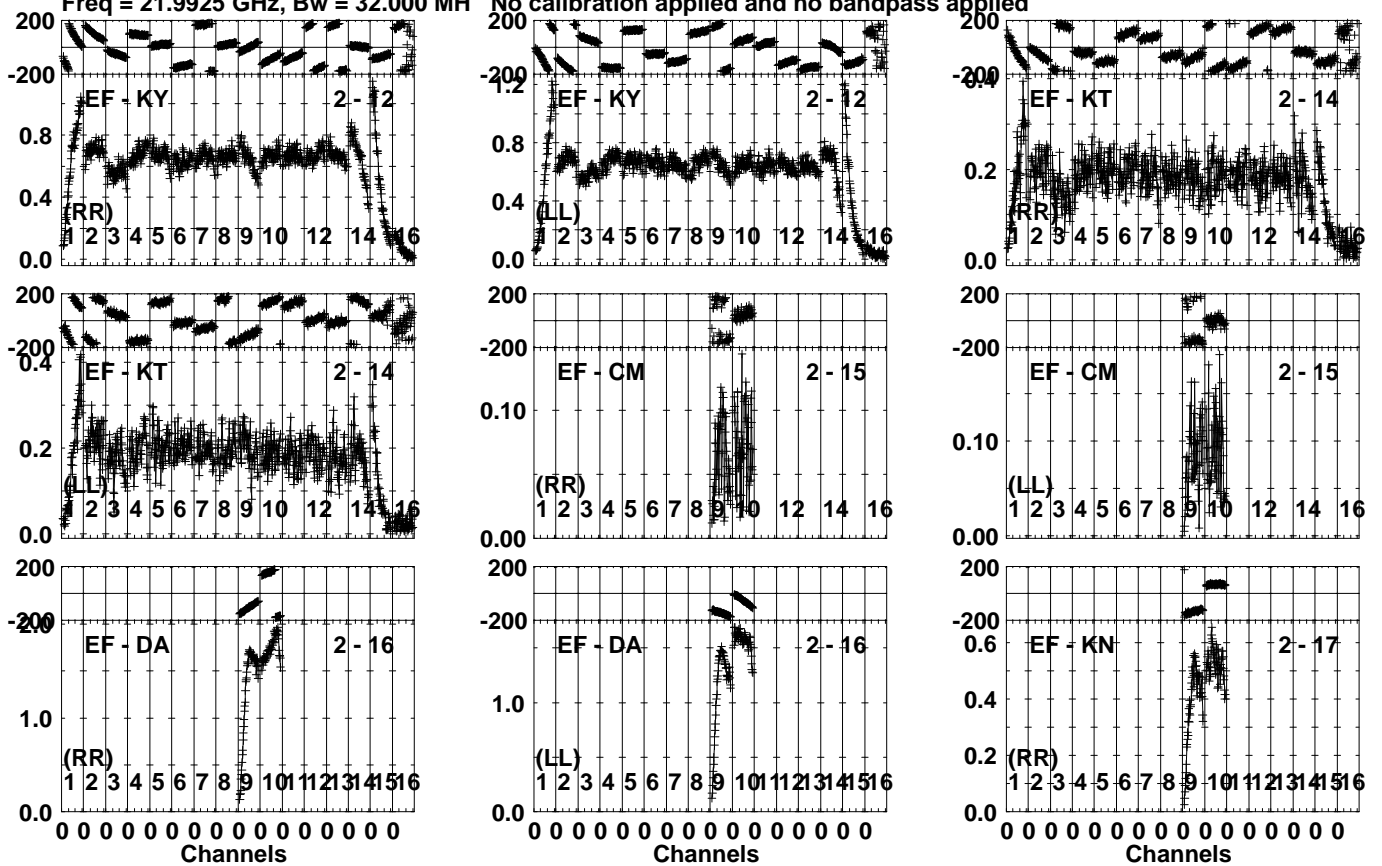 Freq = 21.9925 GHz, Bw = 32.000 MH No calibration applied and no bandpass applied
200
-200
EF - KY 2 - 12
0.8
0.4
0.0
(RR)
1 2 3 4 5 6 7 8 9 10 12 14 16
200
-200
1.2
EF - KY 2 - 12
0.8
0.4
0.0
(LL)
1 2 3 4 5 6 7 8 9 10 12 14 16
200
-200
0.4
EF - KT 2 - 14
0.2
0.0
(RR)
1 2 3 4 5 6 7 8 9 10 12 14 16
200
-200
0.4
EF - KT 2 - 14
0.2
0.0
(LL)
1 2 3 4 5 6 7 8 9 10 12 14 16
200
-200
EF - CM 2 - 15
0.10
0.00
(RR)
1 2 3 4 5 6 7 8 9 10 12 14 16
200
-200
EF - CM 2 - 15
0.10
0.00
(LL)
1 2 3 4 5 6 7 8 9 10 12 14 16
200
-200
2.0
EF - DA 2 - 16
1.0
0.0
(RR)
1 2 3 4 5 6 7 8 9 10 11 12 13 14 15 16
0 0 0 0 0 0 0 0 0 0 0 0 0 0 0 0
Channels
200
-200
EF - DA 2 - 16
1.0
0.0
(LL)
1 2 3 4 5 6 7 8 9 10 11 12 13 14 15 16
0 0 0 0 0 0 0 0 0 0 0 0 0 0 0 0
Channels
200
-200
0.6
EF - KN 2 - 17
0.4
0.2
0.0
(RR)
1 2 3 4 5 6 7 8 9 10 11 12 13 14 15 16
0 0 0 0 0 0 0 0 0 0 0 0 0 0 0 0
Channels